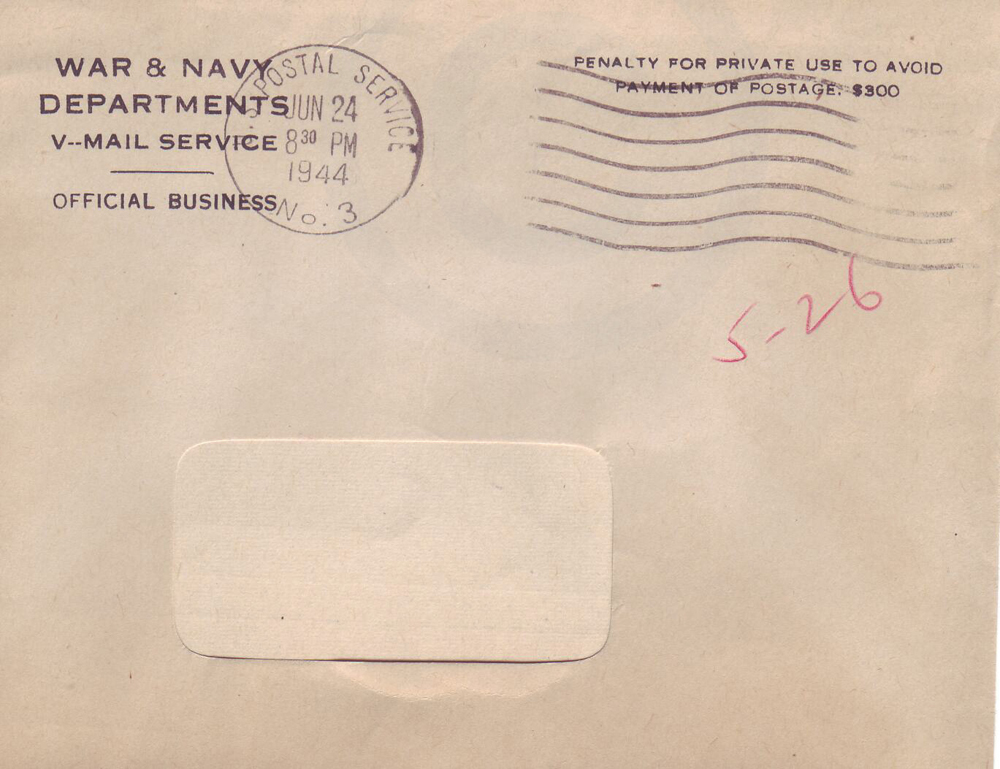 WAR & NAVY
DEPARTMENTS
V--MAIL SERVICE
OFFICIAL BUSINESS
POSTAL SERVICE
JUN 24
8 30 PM
1944
No. 3
PENALTY FOR PRIVATE USE TO AVOID
PAYMENT OF POSTAGE, $300
5-26